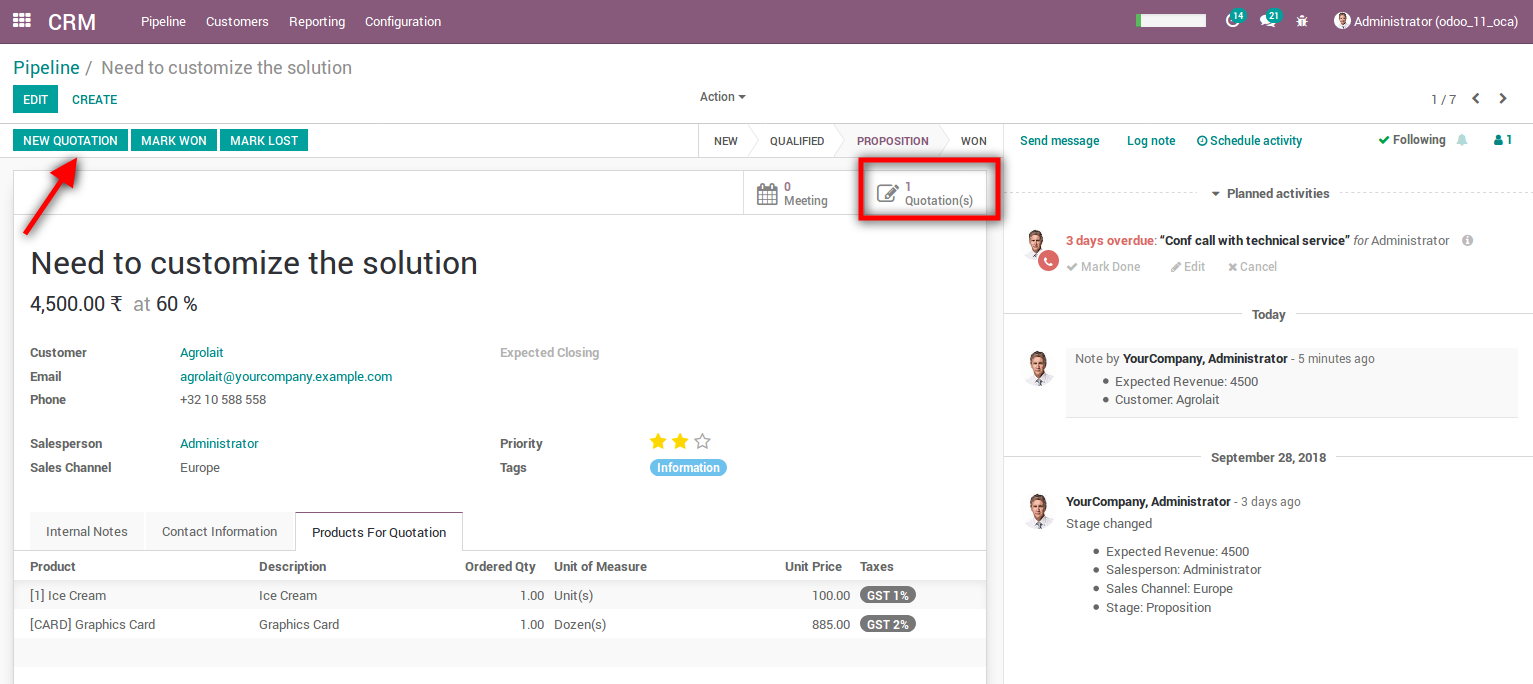 CRM Pipeline Customers Reporting Configuration 14 21 Administrator (odoo_11_oca)
Pipeline / Need to customize the solution
EDIT CREATE Action 1 / 7
NEW QUOTATION MARK WON MARK LOST NEW QUALIFIED PROPOSITION WON Send message Log note Schedule activity Following 1
0
Meeting
1
Quotation(s)
Need to customize the solution
4,500.00 ₹ at 60 %
Customer Agrolait Expected Closing
Email agrolait@yourcompany.example.com
Phone +32 10 588 558
Salesperson Administrator Priority
Sales Channel Europe Tags Information
Internal Notes Contact Information Products For Quotation
Product Description Ordered Qty Unit of Measure Unit Price Taxes
[1] Ice Cream Ice Cream 1.00 Unit(s) 100.00 GST 1%
[CARD] Graphics Card Graphics Card 1.00 Dozen(s) 885.00 GST 2%
Planned activities
3 days overdue: “Conf call with technical service” for Administrator
Mark Done Edit Cancel
Today
Note by YourCompany, Administrator - 5 minutes ago
Expected Revenue: 4500
Customer: Agrolait
September 28, 2018
YourCompany, Administrator - 3 days ago
Stage changed
Expected Revenue: 4500
Salesperson: Administrator
Sales Channel: Europe
Stage: Proposition